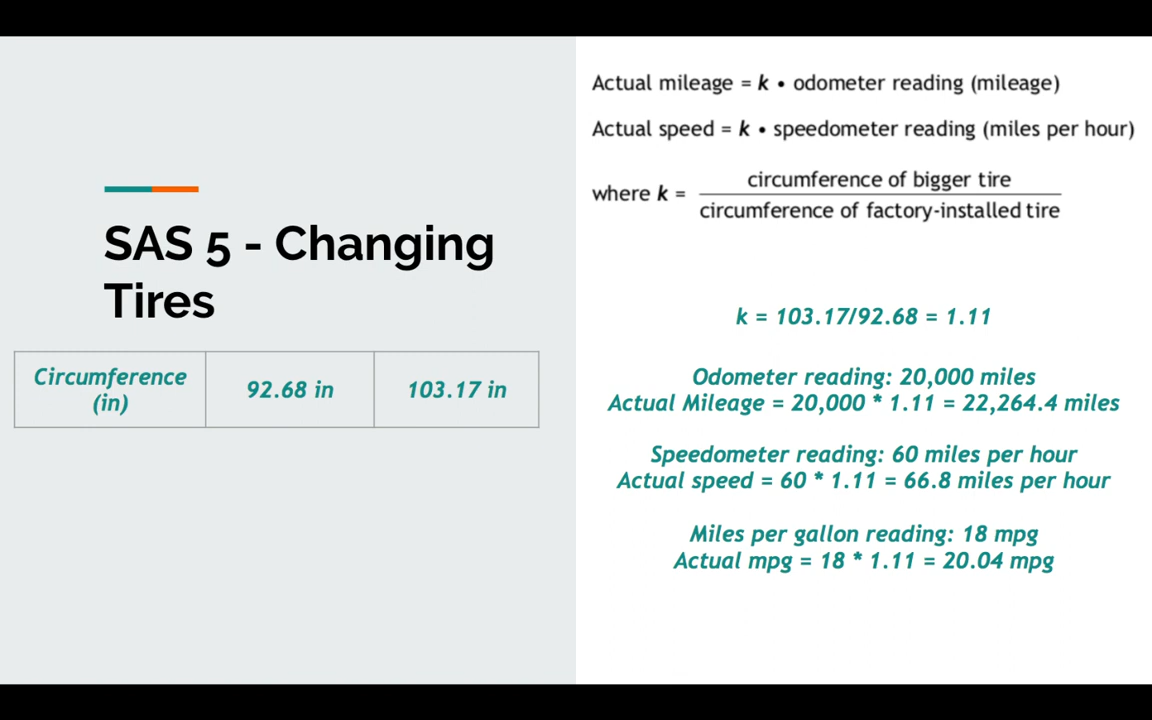 SAS 5 - Changing
Tires
Circumference
(in)
92.68 in
103.17 in
Actual mileage = k • odometer reading (mileage)
Actual speed = k • speedometer reading (miles per hour)
where k =
circumference of bigger tire
circumference of factory-installed tire
k = 103.17/92.68 = 1.11
Odometer reading: 20,000 miles
Actual Mileage = 20,000 * 1.11 = 22,264.4 miles
Speedometer reading: 60 miles per hour
Actual speed = 60 * 1.11 = 66.8 miles per hour
Miles per gallon reading: 18 mpg
Actual mpg = 18 * 1.11 = 20.04 mpg